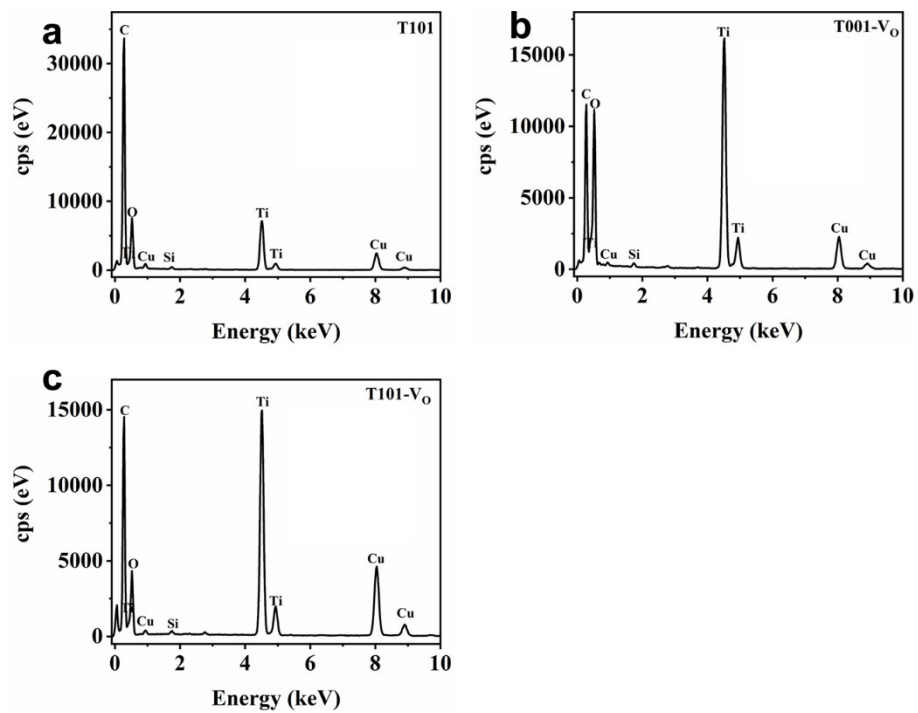 a
T101
C
O
Ti
Cu
Si
Ti
Ti
Cu
Cu
cps (eV)
30000
20000
10000
0
0 2 4 6 8 10
Energy (keV)
b
T001-V_O
C
O
Cu
Si
Ti
Ti
Cu
Cu
cps (eV)
15000
10000
5000
0
0 2 4 6 8 10
Energy (keV)
c
T101-V_O
C
O
Ti
Cu
Si
Ti
Ti
Cu
Cu
cps (eV)
15000
10000
5000
0
0 2 4 6 8 10
Energy (keV)